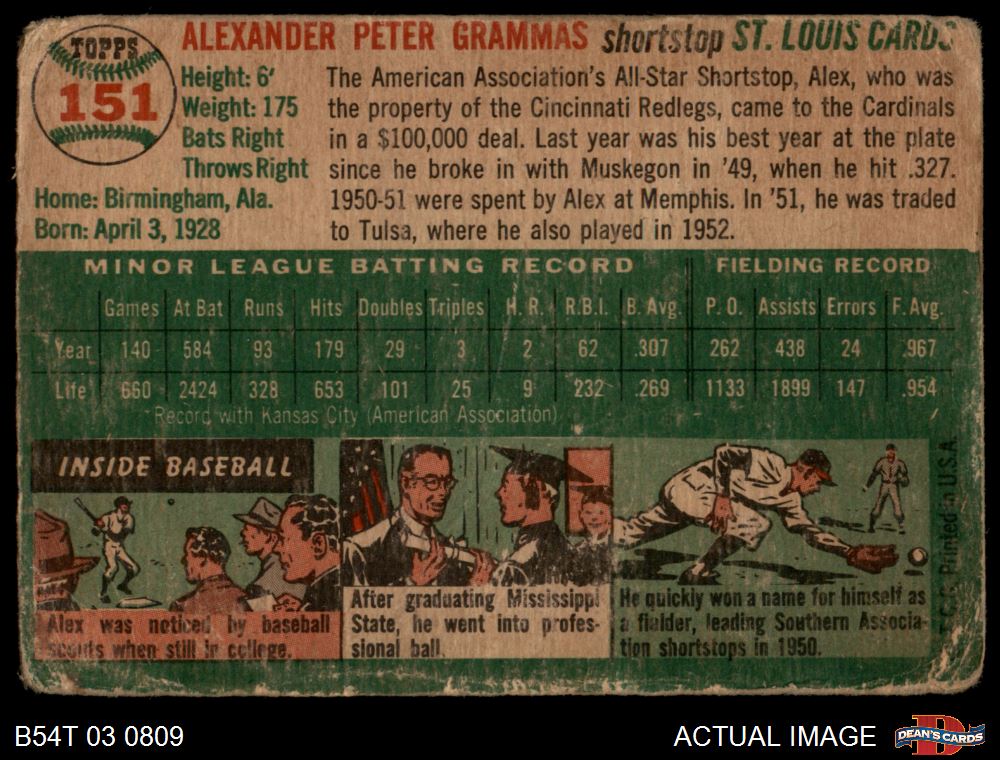 TOPPS
151
ALEXANDER PETER GRAMMAS shortstop ST. LOUIS CARDS
Height: 6'
Weight: 175
Bats Right
Throws Right
Home: Birmingham, Ala.
Born: April 3, 1928
The American Association's All-Star Shortstop, Alex, who was
the property of the Cincinnati Redlegs, came to the Cardinals
in a $100,000 deal. Last year was his best year at the plate
since he broke in with Muskegon in '49, when he hit .327.
1950-51 were spent by Alex at Memphis. In '51, he was traded
to Tulsa, where he also played in 1952.
MINOR LEAGUE BATTING RECORD FIELDING RECORD
Games At Bat Runs Hits Doubles Triples H. R. R.B.I. B. Avg. P. O. Assists Errors F. Avg.
Year 140 584 93 179 29 3 2 62 .307 262 438 24 .967
Life 660 2424 328 653 101 25 9 232 .269 1133 1899 147 .954
Record with Kansas City (American Association)
INSIDE BASEBALL
Alex was noticed by baseball
scouts when still in college.
After graduating Mississippi
State, he went into profes-
sional ball.
He quickly won a name for himself as
a fielder, leading Southern Associa-
tion shortstops in 1950.
T.C.G. Printed in U.S.A.
B54T 03 0809
ACTUAL IMAGE
D
DEAN'S CARDS